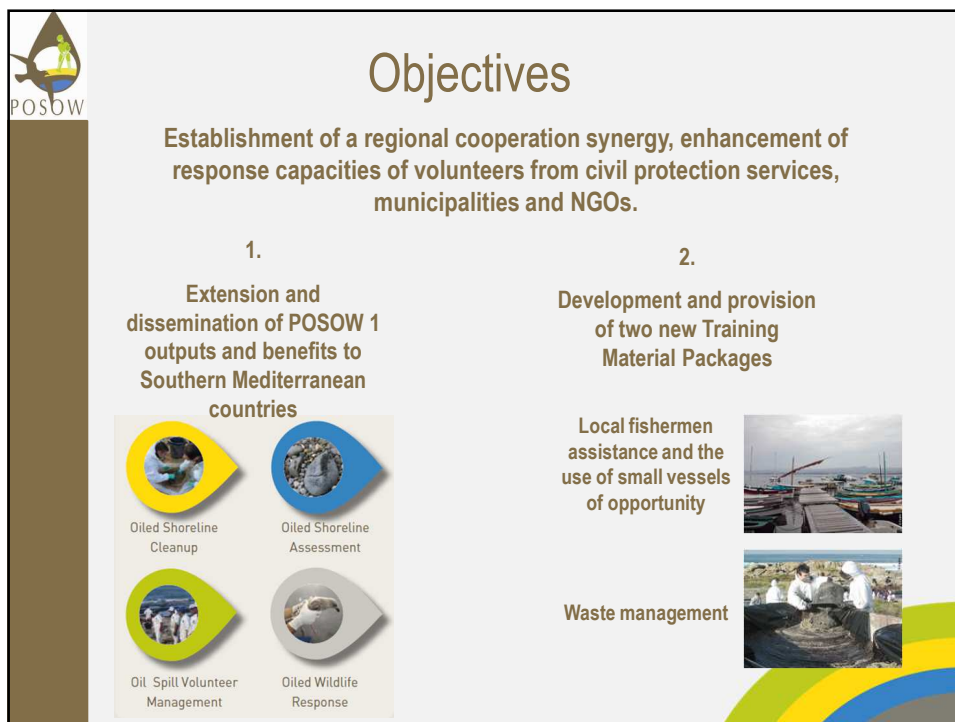 POSOW
Objectives
Establishment of a regional cooperation synergy, enhancement of
response capacities of volunteers from civil protection services,
municipalities and NGOs.
1.
Extension and
dissemination of POSOW 1
outputs and benefits to
Southern Mediterranean
countries
Oiled Shoreline
Cleanup
Oiled Shoreline
Assessment
Oil Spill Volunteer
Management
Oiled Wildlife
Response
2.
Development and provision
of two new Training
Material Packages
Local fishermen
assistance and the
use of small vessels
of opportunity
Waste management